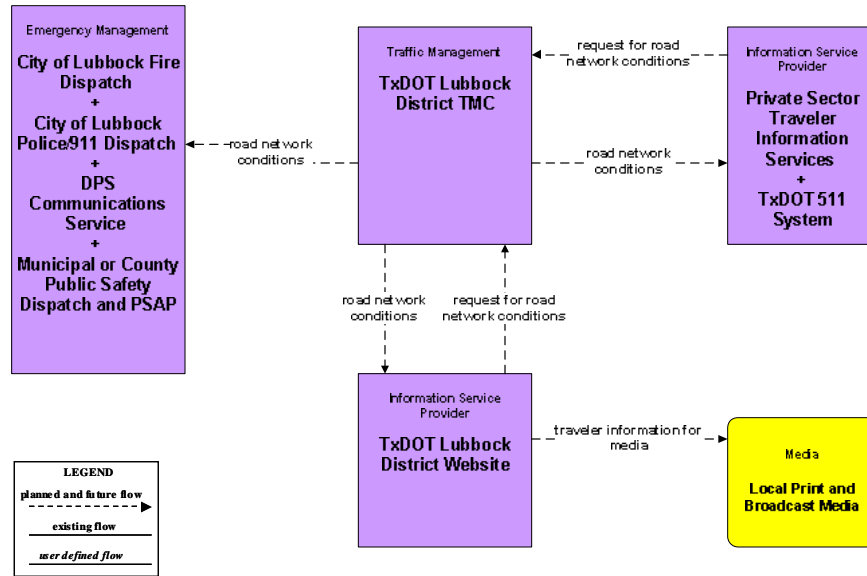 Emergency Management
City of Lubbock Fire
Dispatch
+
City of Lubbock
Police/911 Dispatch
+
DPS
Communications
Service
+
Municipal or County
Public Safety
Dispatch and PSAP
road network
conditions
Traffic Management
TxDOT Lubbock
District TMC
request for road
network conditions
road network
conditions
Information Service
Provider
Private Sector
Traveler
Information
Services
+
TxDOT 511
System
road network
conditions
request for road
network conditions
Information Service
Provider
TxDOT Lubbock
District Website
traveler information for
media
Media
Local Print and
Broadcast Media
LEGEND
planned and future flow
existing flow
user defined flow